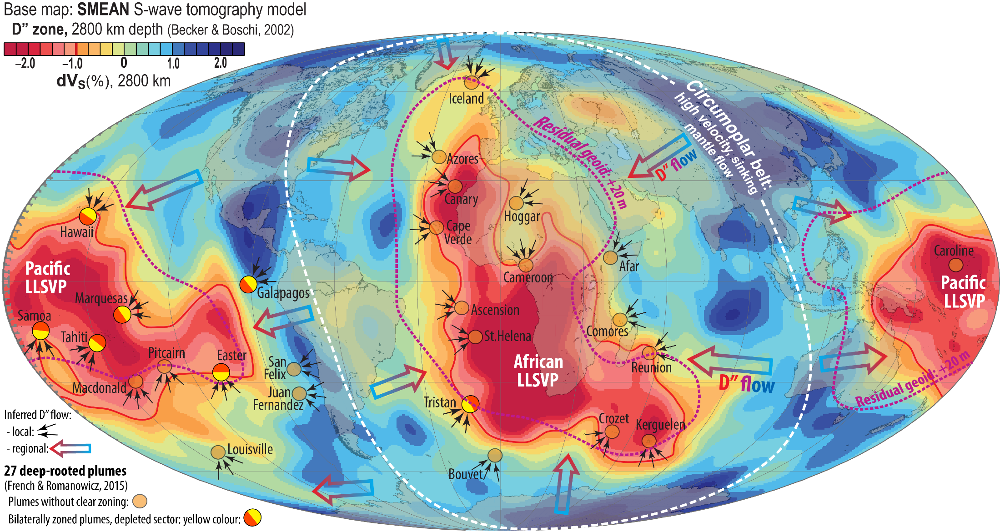 Base map: SMEAN S-wave tomography model
D” zone, 2800 km depth (Becker & Boschi, 2002)
−2.0 −1.0 0 1.0 2.0
dVS(%), 2800 km
Iceland
Circumoplar belt:
high velocity, sinking
mantle flow
Residual geoid: +20 m
D” flow
Azores
Canary
Hoggar
Cape
Verde
Hawaii
Afar
Cameroon
Caroline
Pacific
LLSVP
Pacific
LLSVP
Galapagos
Marquesas
Samoa
Ascension
Tahiti
St.Helena
Comores
Pitcairn
Easter
San
Felix
African
LLSVP
Reunion
D” flow
Residual geoid: +20 m
Macdonald
Juan
Fernandez
Tristan
Crozet
Kerguelen
Louisville
Bouvet
Inferred D” flow:
- local:
- regional:
27 deep-rooted plumes
(French & Romanowicz, 2015)
Plumes without clear zoning:
Bilaterally zoned plumes, depleted sector: yellow colour: